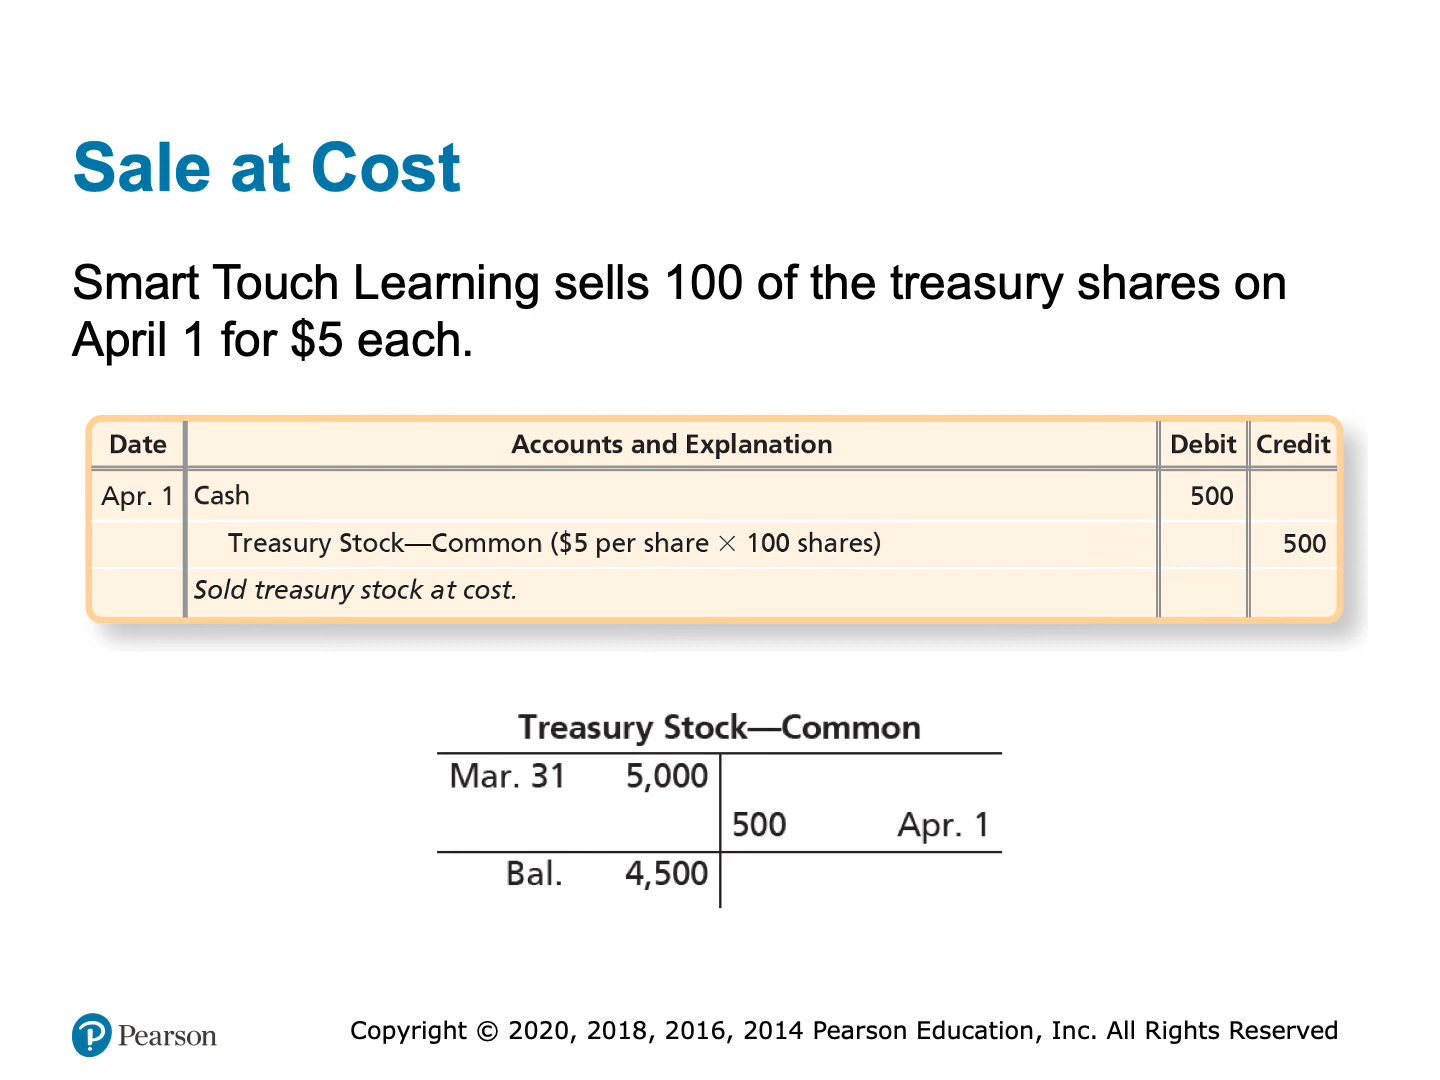 Sale at Cost
Smart Touch Learning sells 100 of the treasury shares on
April 1 for $5 each.
Date Accounts and Explanation Debit Credit
Apr. 1 Cash 500
Treasury Stock—Common ($5 per share × 100 shares) 500
Sold treasury stock at cost.
Treasury Stock—Common
Mar. 31 5,000
500 Apr. 1
Bal. 4,500
Pearson Copyright © 2020, 2018, 2016, 2014 Pearson Education, Inc. All Rights Reserved